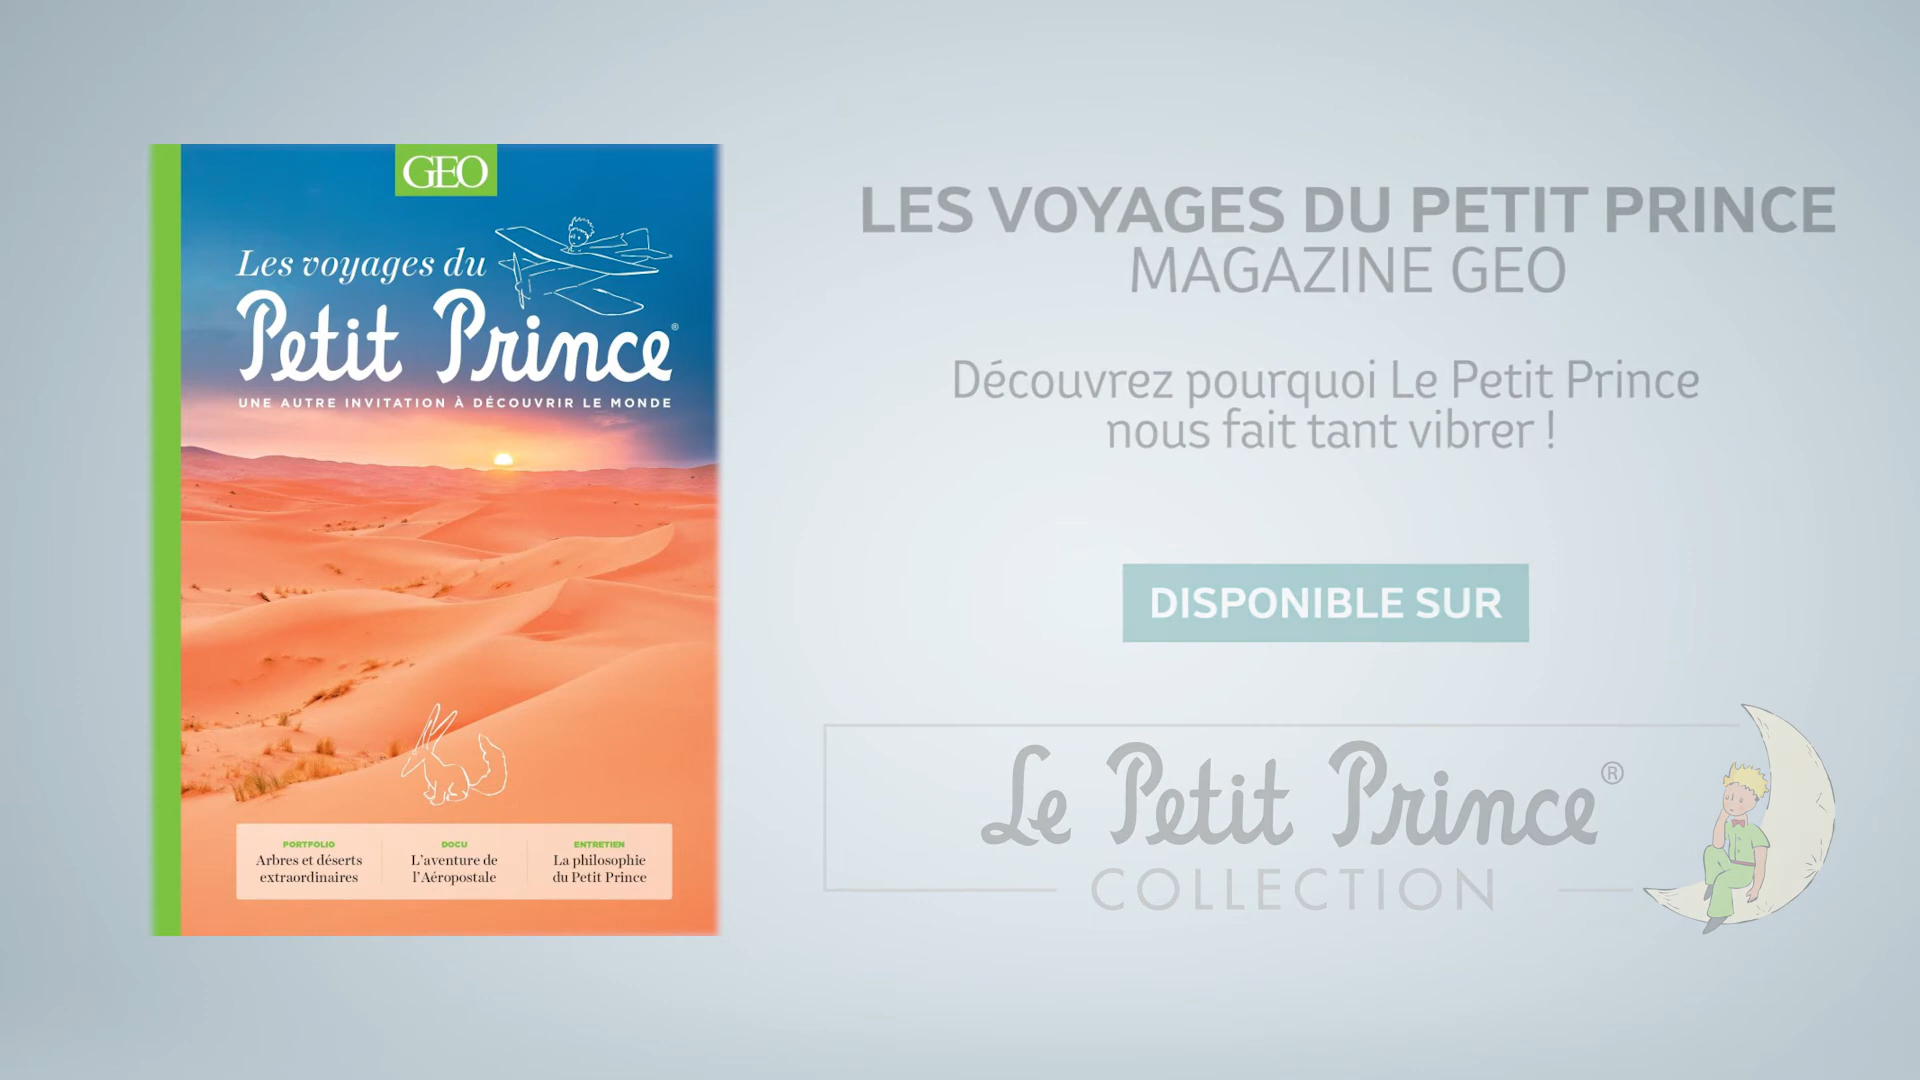 GEO
Les voyages du
Petit Prince®
UNE AUTRE INVITATION À DÉCOUVRIR LE MONDE
PORTFOLIO
Arbres et déserts
extraordinaires
DOCU
L'aventure de
l'Aéropostale
ENTRETIEN
La philosophie
du Petit Prince
LES VOYAGES DU PETIT PRINCE
MAGAZINE GEO
Découvrez pourquoi Le Petit Prince
nous fait tant vibrer !
DISPONIBLE SUR
Le Petit Prince®
COLLECTION